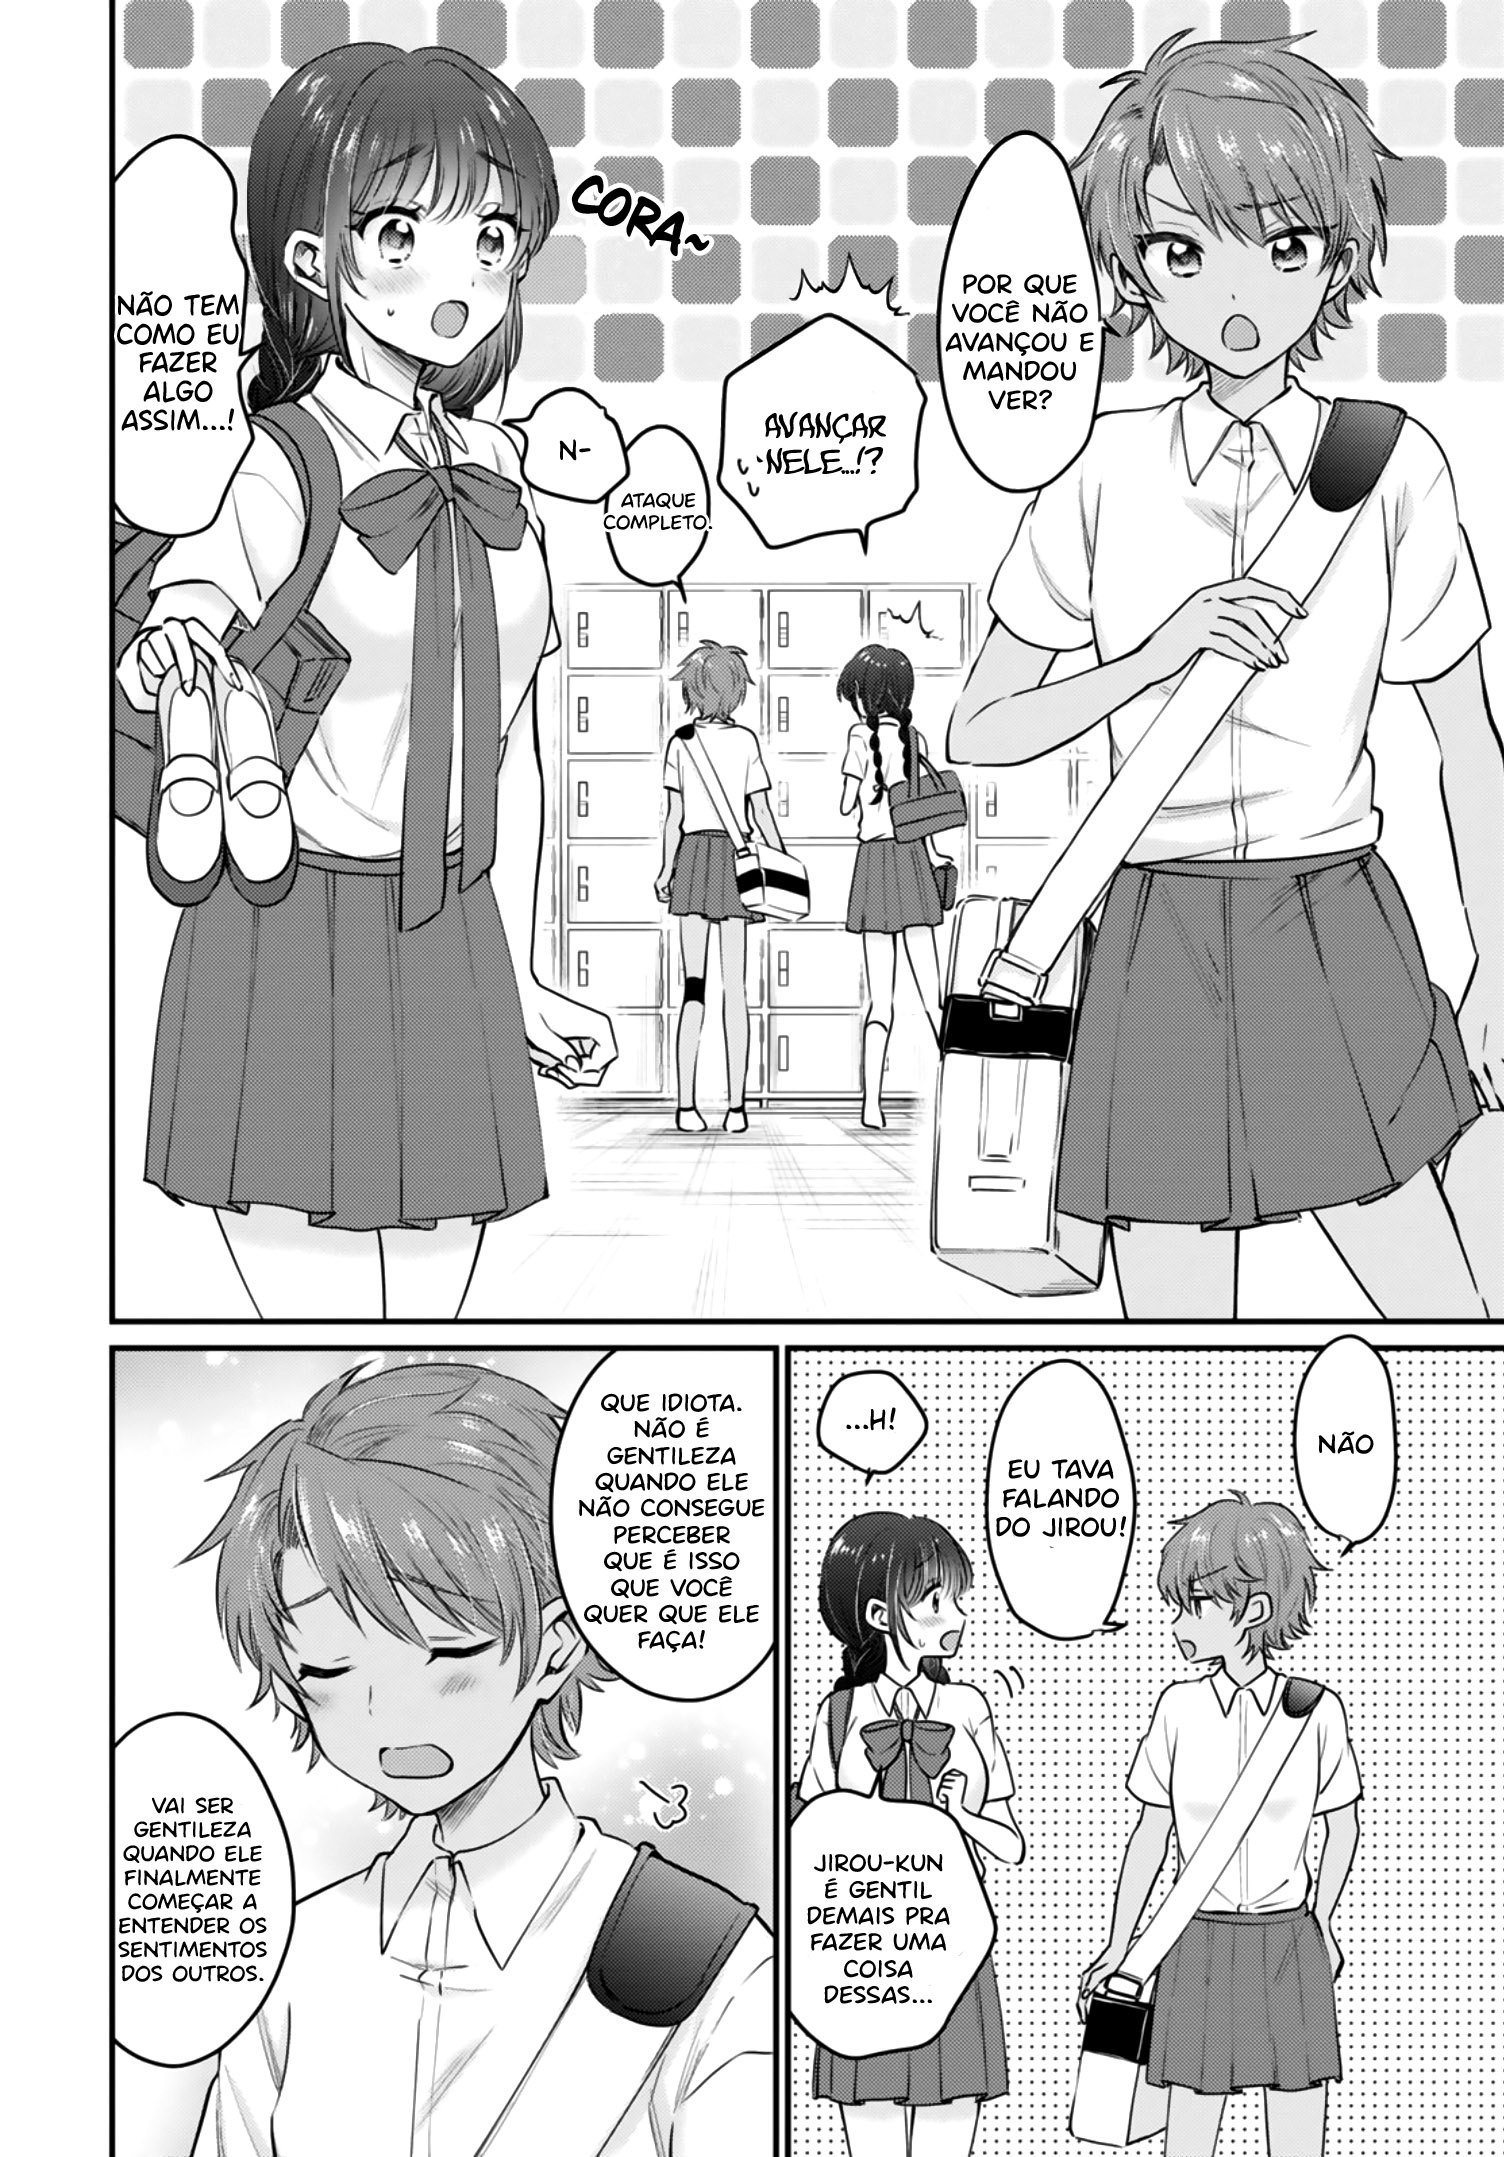 POR QUE
VOCÊ NÃO
AVANÇOU E
MANDOU
VER?
AVANÇAR
NELE...!?
ATAQUE
COMPLETO.
CORA~
N-
NÃO TEM
COMO EU
FAZER
ALGO
ASSIM...!
NÃO
EU TAVA
FALANDO
DO JIROU!
...H!
JIROU-KUN
É GENTIL
DEMAIS PRA
FAZER UMA
COISA
DESSAS...
QUE IDIOTA.
NÃO É
GENTILEZA
QUANDO ELE
NÃO CONSEGUE
PERCEBER
QUE É ISSO
QUE VOCÊ
QUER QUE ELE
FAÇA!
VAI SER
GENTILEZA
QUANDO ELE
FINALMENTE
COMEÇAR A
ENTENDER OS
SENTIMENTOS
DOS OUTROS.